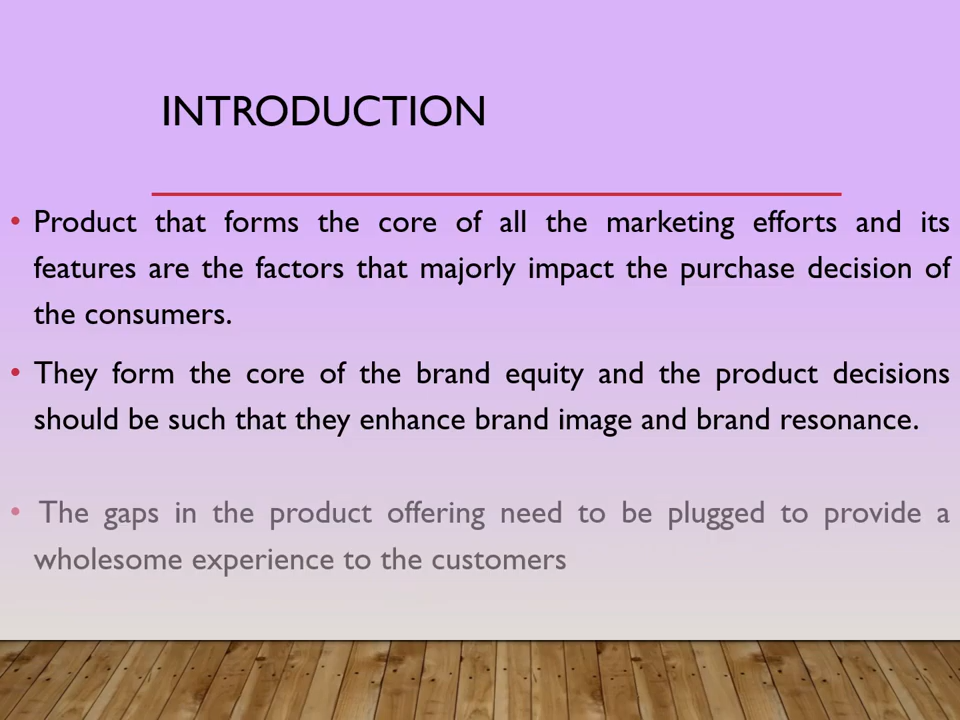 INTRODUCTION
• Product that forms the core of all the marketing efforts and its
features are the factors that majorly impact the purchase decision of
the consumers.
• They form the core of the brand equity and the product decisions
should be such that they enhance brand image and brand resonance.
• The gaps in the product offering need to be plugged to provide a
wholesome experience to the customers